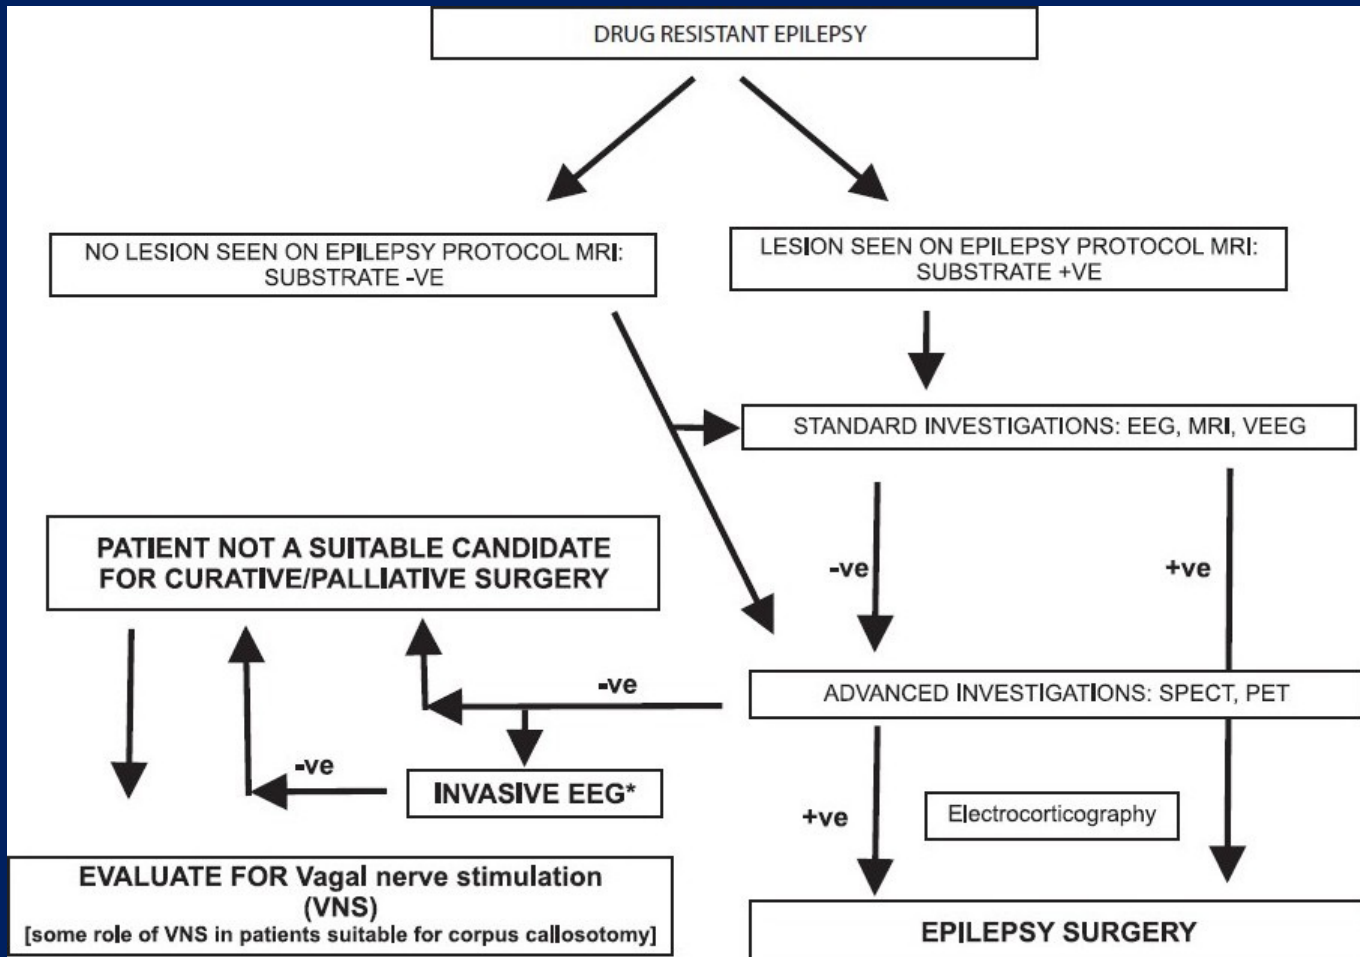 DRUG RESISTANT EPILEPSY
NO LESION SEEN ON EPILEPSY PROTOCOL MRI:
SUBSTRATE -VE
LESION SEEN ON EPILEPSY PROTOCOL MRI:
SUBSTRATE +VE
STANDARD INVESTIGATIONS: EEG, MRI, VEEG
PATIENT NOT A SUITABLE CANDIDATE
FOR CURATIVE/PALLIATIVE SURGERY
-ve
+ve
ADVANCED INVESTIGATIONS: SPECT, PET
-ve
-ve
INVASIVE EEG*
+ve
Electrocorticography
EVALUATE FOR Vagal nerve stimulation
(VNS)
[some role of VNS in patients suitable for corpus callosotomy]
EPILEPSY SURGERY